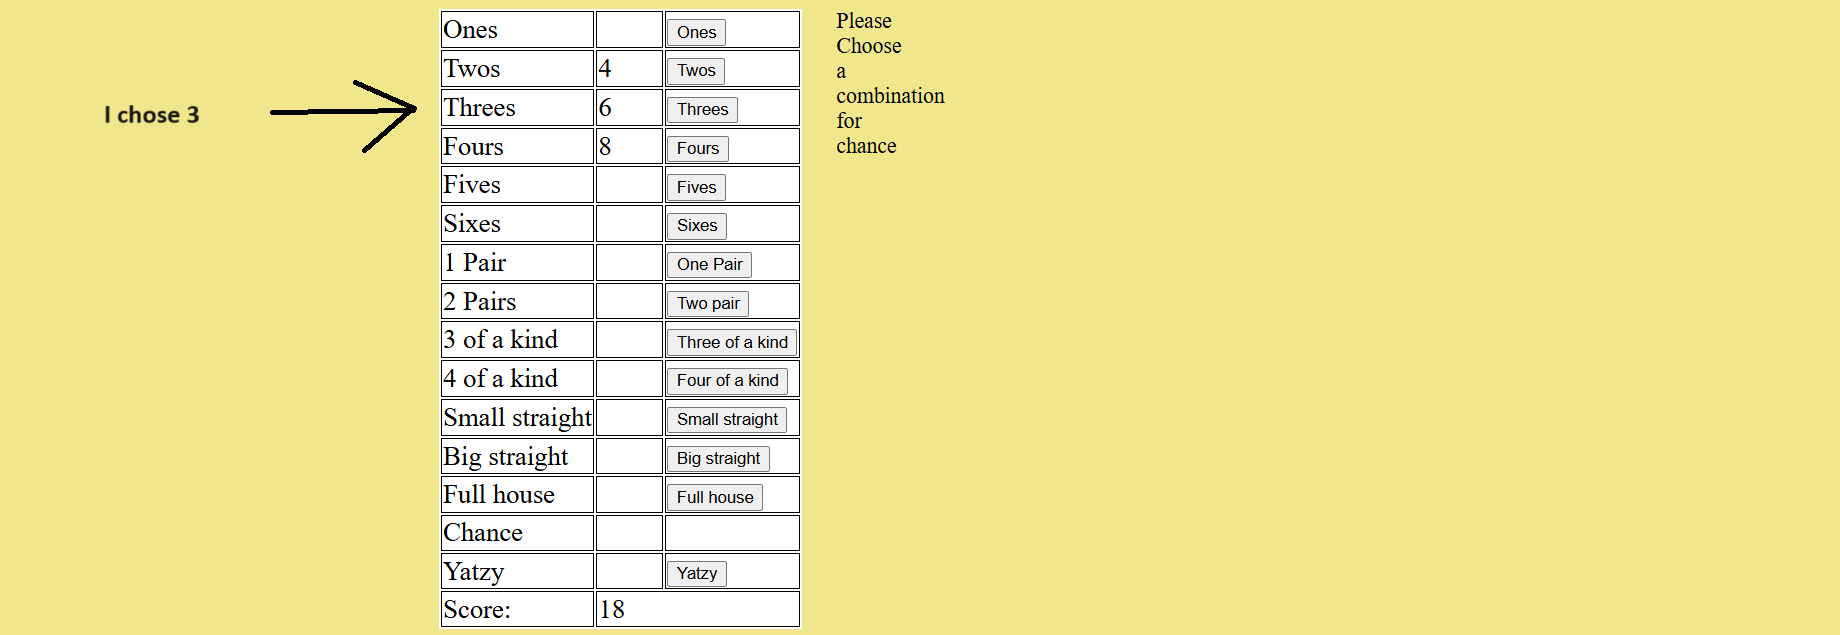 Ones Ones
Twos 4 Twos
I chose 3
Threes 6 Threes
Fours 8 Fours
Fives Fives
Sixes Sixes
1 Pair One Pair
2 Pairs Two pair
3 of a kind Three of a kind
4 of a kind Four of a kind
Small straight Small straight
Big straight Big straight
Full house Full house
Chance
Yatzy Yatzy
Score: 18
Please
Choose
a
combination
for
chance